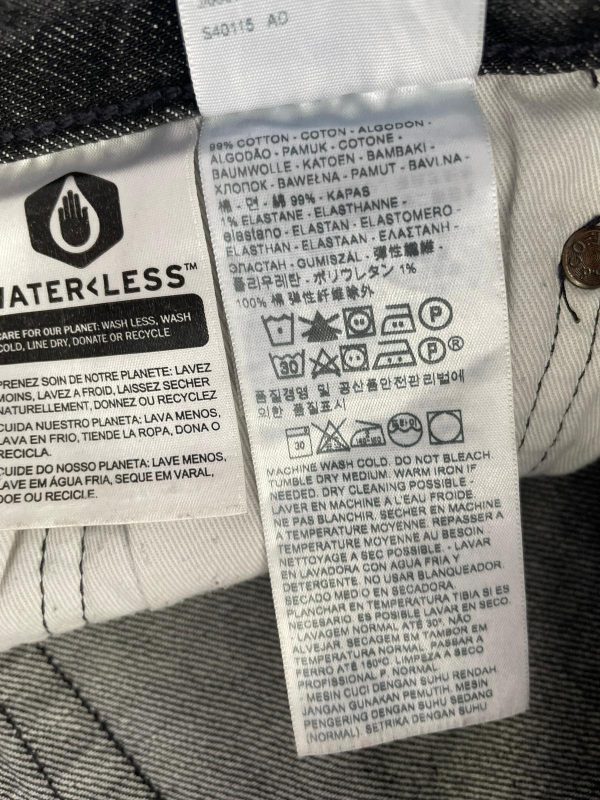 S40115 AD
WATER<LESS™
CARE FOR OUR PLANET: WASH LESS, WASH
COLD, LINE DRY, DONATE OR RECYCLE
PRENEZ SOIN DE NOTRE PLANETE: LAVEZ
MOINS, LAVEZ A FROID, LAISSEZ SECHER
NATURELLEMENT, DONNEZ OU RECYCLEZ
CUIDA NUESTRO PLANETA: LAVA MENOS,
LAVA EN FRIO, TIENDE LA ROPA, DONA O
RECICLA.
CUIDE DO NOSSO PLANETA: LAVE MENOS,
LAVE EM ÁGUA FRIA, SEQUE EM VARAL,
DOE OU RECICLE.
99% COTTON - COTON - ALGODON -
ALGODÃO - PAMUK - COTONE -
BAUMWOLLE - KATOEN - BAMBAKI -
ХЛОПОК - BAWEŁNA - PAMUT - BAVLNA -
棉 - 면 - 綿 99% - KAPAS
1% ELASTANE - ELASTHANNE -
elastano - ELASTAN - ELASTOMERO -
ELASTHAN - ELASTAAN - ΕΛΑΣΤΑΝΗ -
ЭЛАСТАН - GUMISZÁL - 弹性纖維 -
폴리우레탄 - ポリウレタン 1%
100% 棉 弹性纖維除外
P
30 P®
품질경영 및 공산품안전관리법에
의한 품질표시
30
MACHINE WASH COLD. DO NOT BLEACH.
TUMBLE DRY MEDIUM. WARM IRON IF
NEEDED. DRY CLEANING POSSIBLE -
LAVER EN MACHINE A L'EAU FROIDE.
NE PAS BLANCHIR. SECHER EN MACHINE
A TEMPERATURE MOYENNE. REPASSER A
TEMPERATURE MOYENNE AU BESOIN
NETTOYAGE A SEC POSSIBLE - LAVAR
EN LAVADORA CON AGUA FRIA Y
DETERGENTE. NO USAR BLANQUEADOR.
SECADO MEDIO EN SECADORA.
PLANCHAR EN TEMPERATURA TIBIA SI ES
NECESARIO. ES POSIBLE LAVAR EN SECO.
- LAVAGEM NORMAL ATÉ 30°. NÃO
ALVEJAR. SECAGEM EM TAMBOR EM
TEMPERATURA NORMAL. PASSAR A
FERRO ATÉ 150°C. LIMPEZA A SECO
PROFISSIONAL P. NORMAL
- MESIN CUCI DENGAN SUHU RENDAH
JANGAN GUNAKAN PEMUTIH. MESIN
PENGERING DENGAN SUHU SEDANG
(NORMAL). SETRIKA DENGAN SUHU